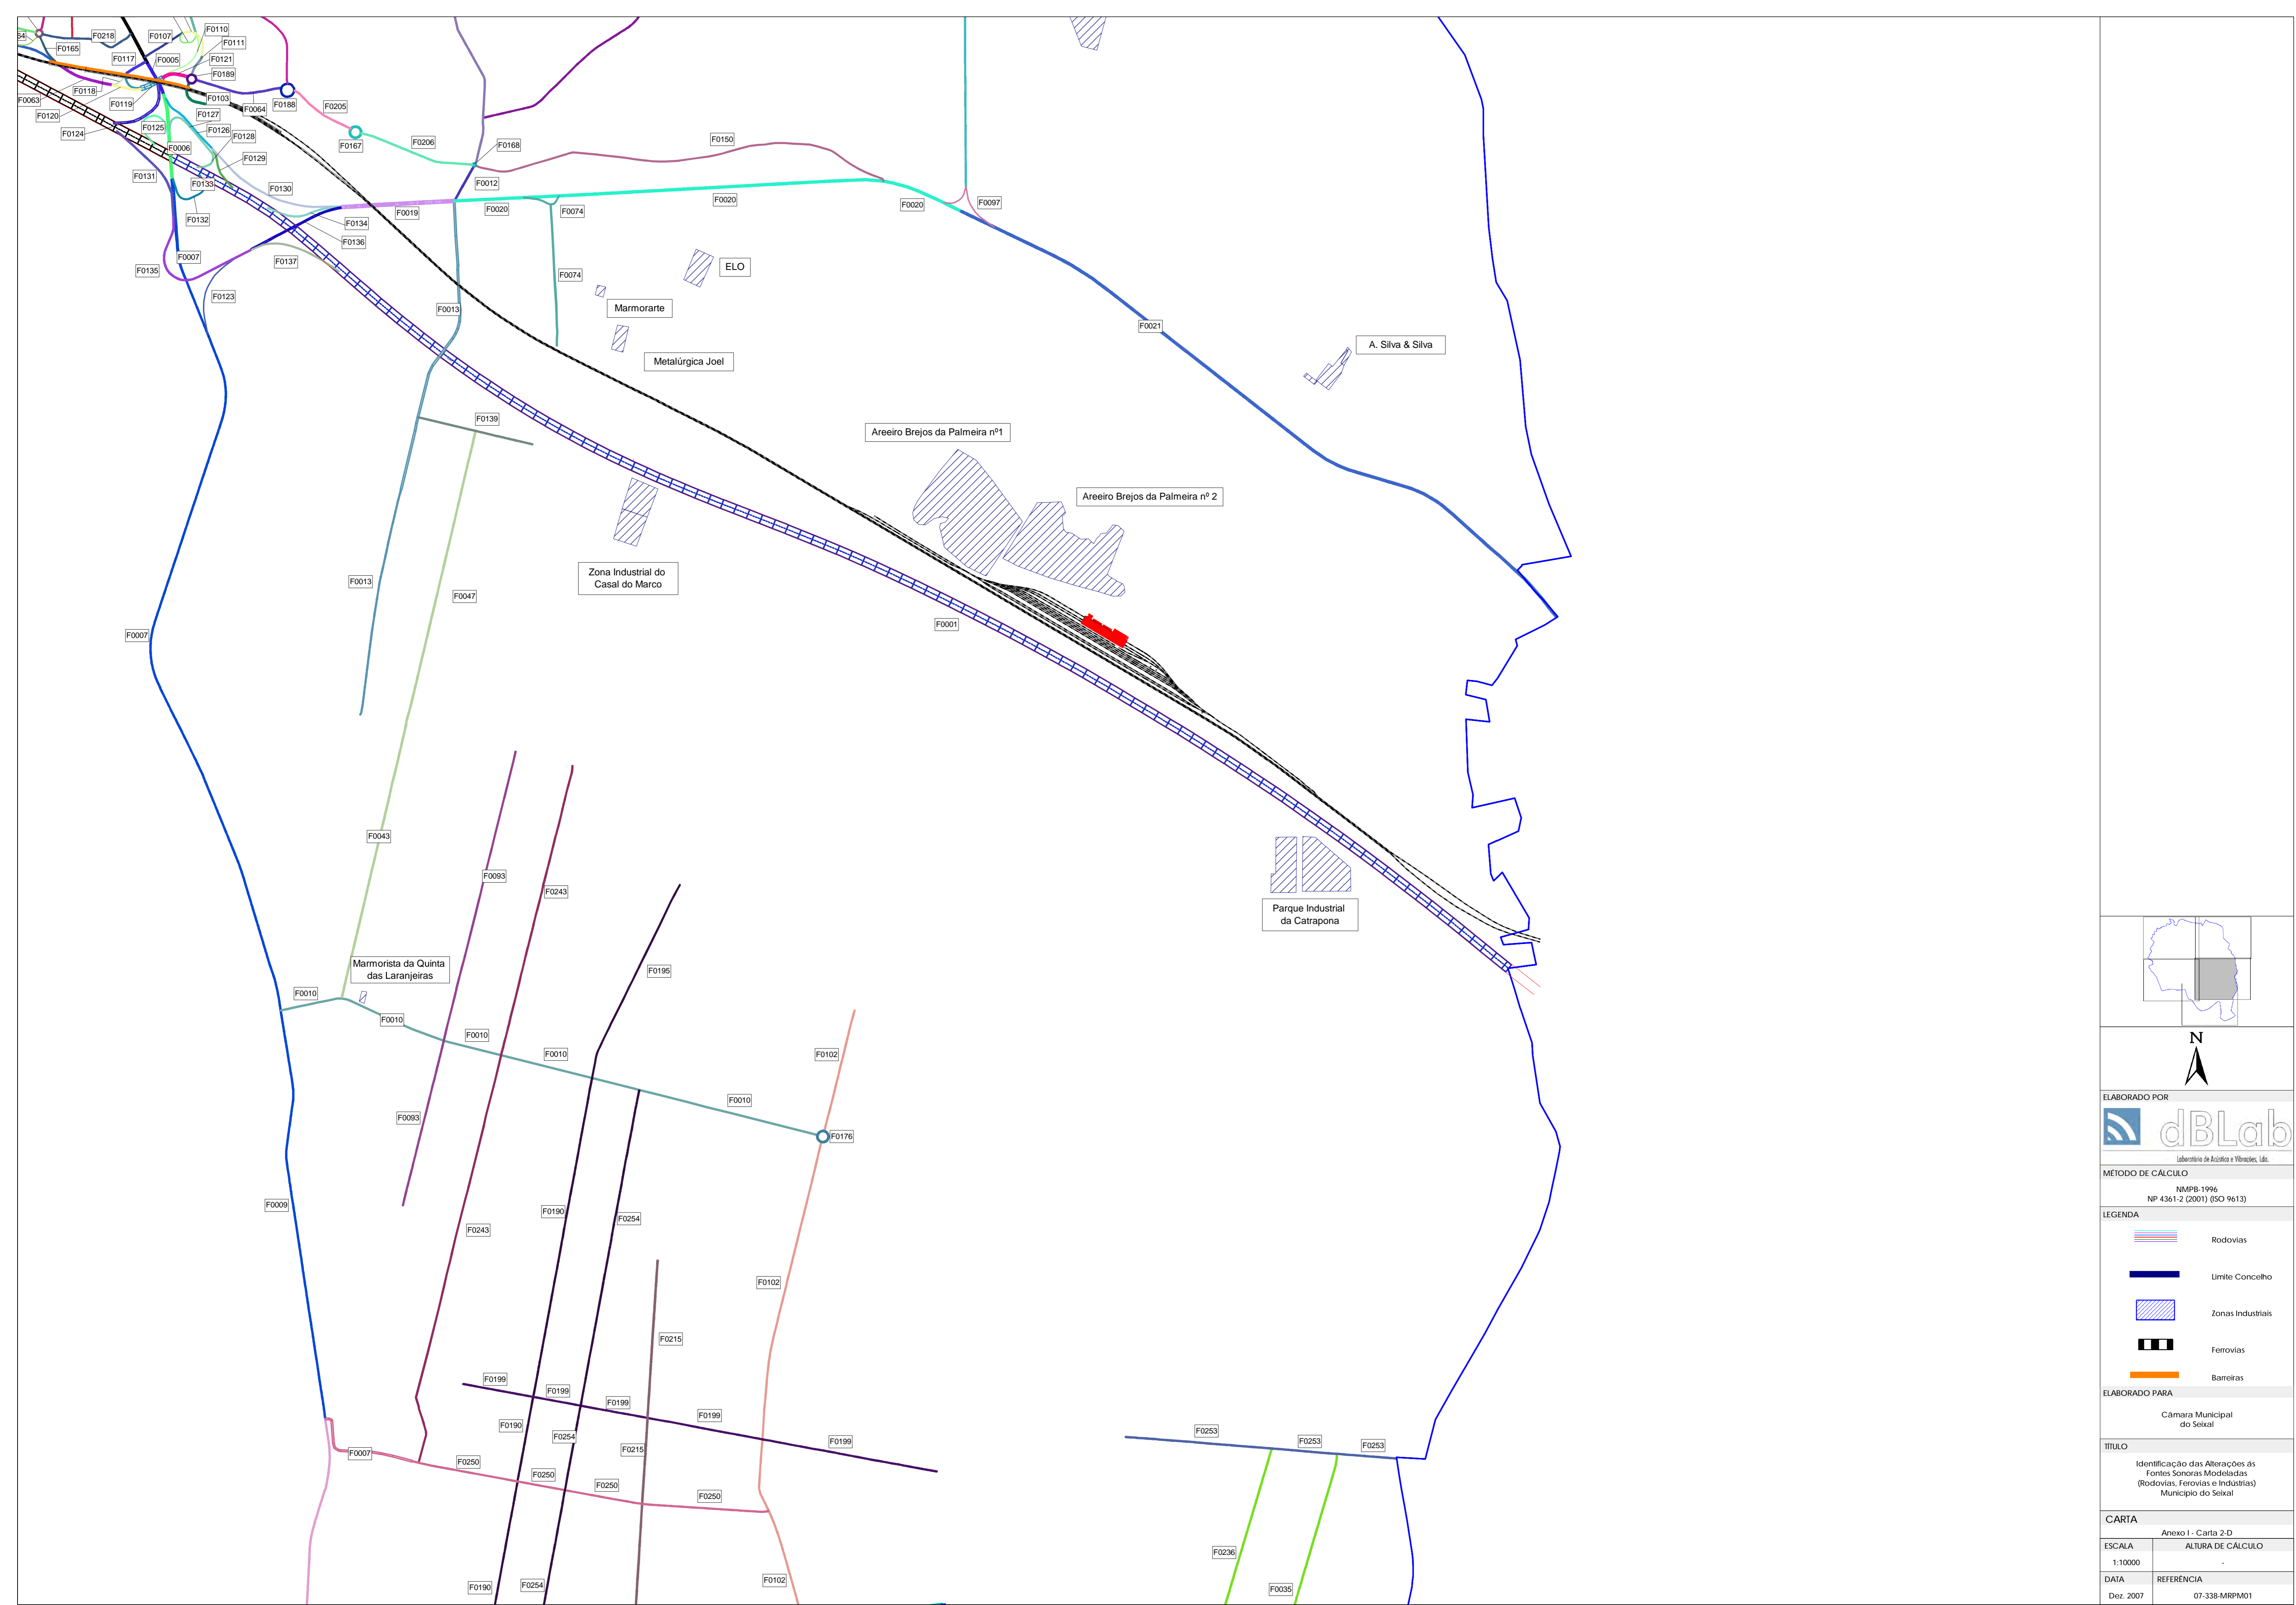 F0218
F0107
F0110
F0111
F0165
F0117
F0005
F0121
F0189
F0118
F0063
F0119
F0103
F0064
F0188
F0205
F0120
F0127
F0124
F0125
F0126
F0128
F0167
F0206
F0168
F0150
F0006
F0129
F0131
F0133
F0130
F0012
F0132
F0019
F0020
F0074
F0020
F0020
F0097
F0134
F0136
F0007
F0137
F0135
F0123
F0074
F0013
ELO
Marmorarte
Metalúrgica Joel
F0021
A. Silva & Silva
F0139
Areeiro Brejos da Palmeira nº1
Areeiro Brejos da Palmeira nº 2
Zona Industrial do
Casal do Marco
F0013
F0047
F0001
F0007
F0043
F0093
F0243
Parque Industrial
da Catrapona
Marmorista da Quinta
das Laranjeiras
F0195
F0010
F0010
F0010
F0010
F0102
F0010
F0093
F0176
F0009
F0190
F0254
F0243
F0102
F0215
F0199
F0199
F0199
F0199
F0199
F0190
F0254
F0215
F0007
F0250
F0250
F0250
F0250
F0253
F0253
F0253
F0190
F0254
F0102
F0236
F0035
N
ELABORADO POR
dBLab
Laboratório de Acústica e Vibrações, Lda.
MÉTODO DE CÁLCULO
NMPB-1996
NP 4361-2 (2001) (ISO 9613)
LEGENDA
Rodovias
Limite Concelho
Zonas Industriais
Ferrovias
Barreiras
ELABORADO PARA
Câmara Municipal
do Seixal
TÍTULO
Identificação das Alterações às
Fontes Sonoras Modeladas
(Rodovias, Ferovias e Indústrias)
Município do Seixal
CARTA
Anexo I - Carta 2-D
ESCALA
ALTURA DE CÁLCULO
1:10000
-
DATA
REFERÊNCIA
Dez. 2007
07-338-MRPM01